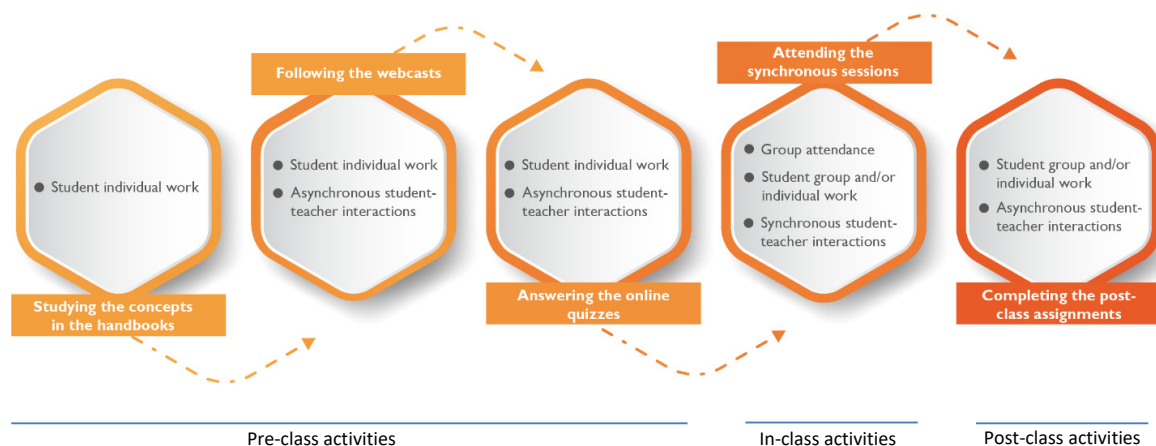 Studying the concepts
in the handbooks
● Student individual work
Following the webcasts
● Student individual work
● Asynchronous student-
teacher interactions
Answering the online
quizzes
● Student individual work
● Asynchronous student-
teacher interactions
Attending the
synchronous sessions
● Group attendance
● Student group and/or
individual work
● Synchronous student-
teacher interactions
Completing the post-
class assignments
● Student group and/or
individual work
● Asynchronous student-
teacher interactions
Pre-class activities
In-class activities
Post-class activities